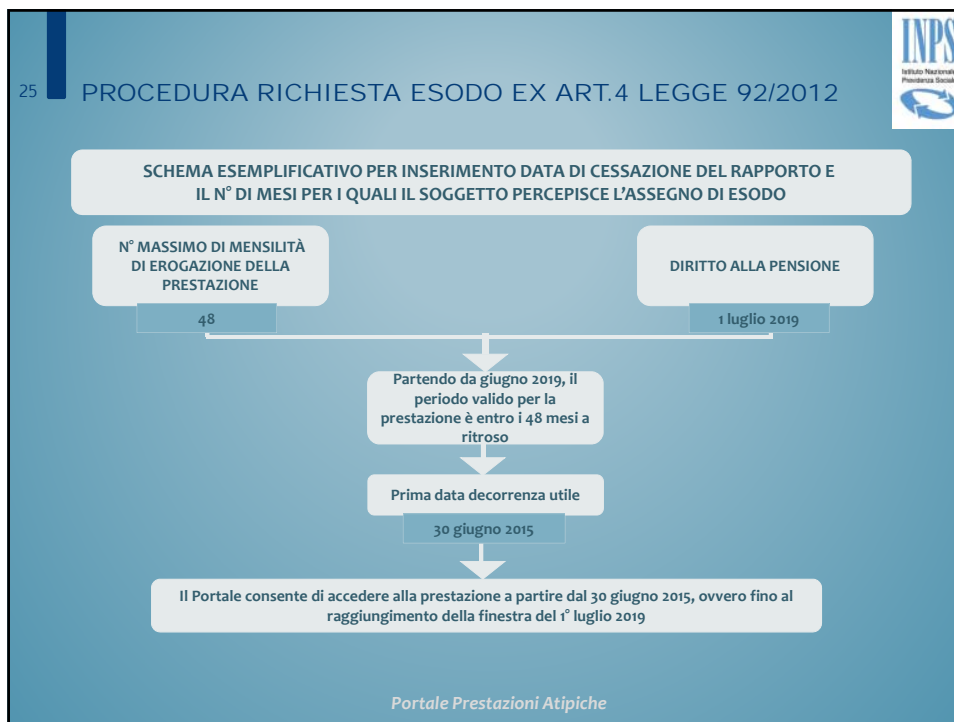 INPS
Istituto Nazionale
Previdenza Sociale
25
PROCEDURA RICHIESTA ESODO EX ART.4 LEGGE 92/2012
SCHEMA ESEMPLIFICATIVO PER INSERIMENTO DATA DI CESSAZIONE DEL RAPPORTO E
IL N° DI MESI PER I QUALI IL SOGGETTO PERCEPISCE L’ASSEGNO DI ESODO
N° MASSIMO DI MENSILITÀ
DI EROGAZIONE DELLA
PRESTAZIONE
48
DIRITTO ALLA PENSIONE
1 luglio 2019
Partendo da giugno 2019, il
periodo valido per la
prestazione è entro i 48 mesi a
ritroso
Prima data decorrenza utile
30 giugno 2015
Il Portale consente di accedere alla prestazione a partire dal 30 giugno 2015, ovvero fino al
raggiungimento della finestra del 1° luglio 2019
Portale Prestazioni Atipiche